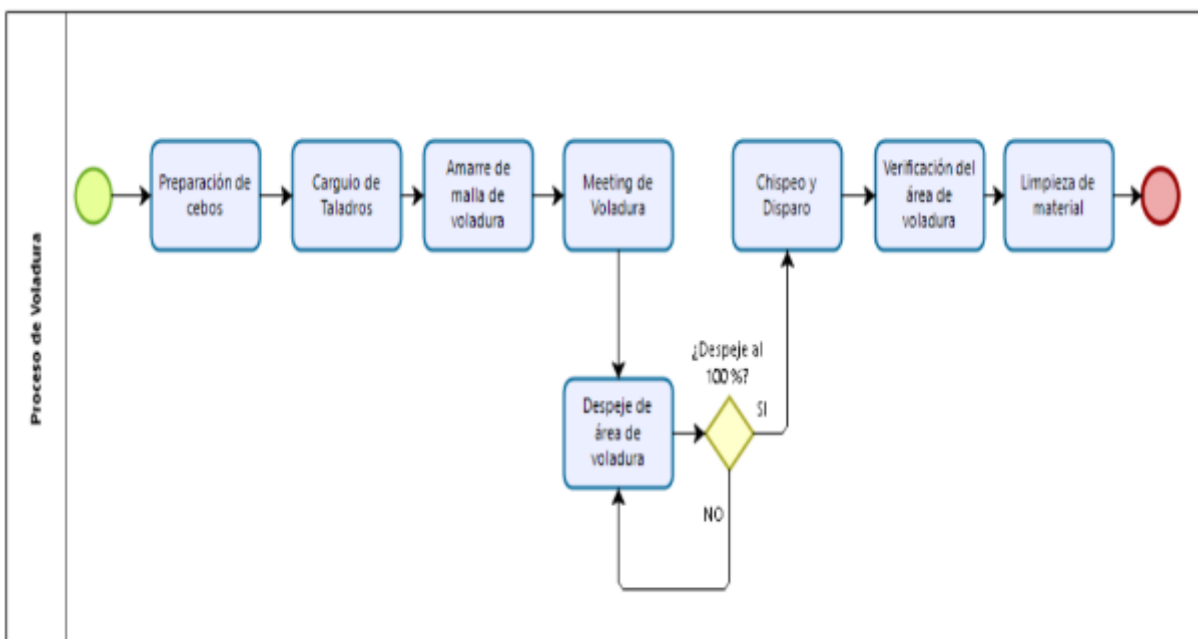 Proceso de Voladura
Preparación de
cebos
Carguio de
Taladros
Amarre de
malla de
voladura
Meeting de
Voladura
Despeje de
área de
voladura
¿Despeje al
100%?
SI
NO
Chispeo y
Disparo
Verificación del
área de
voladura
Limpieza de
material